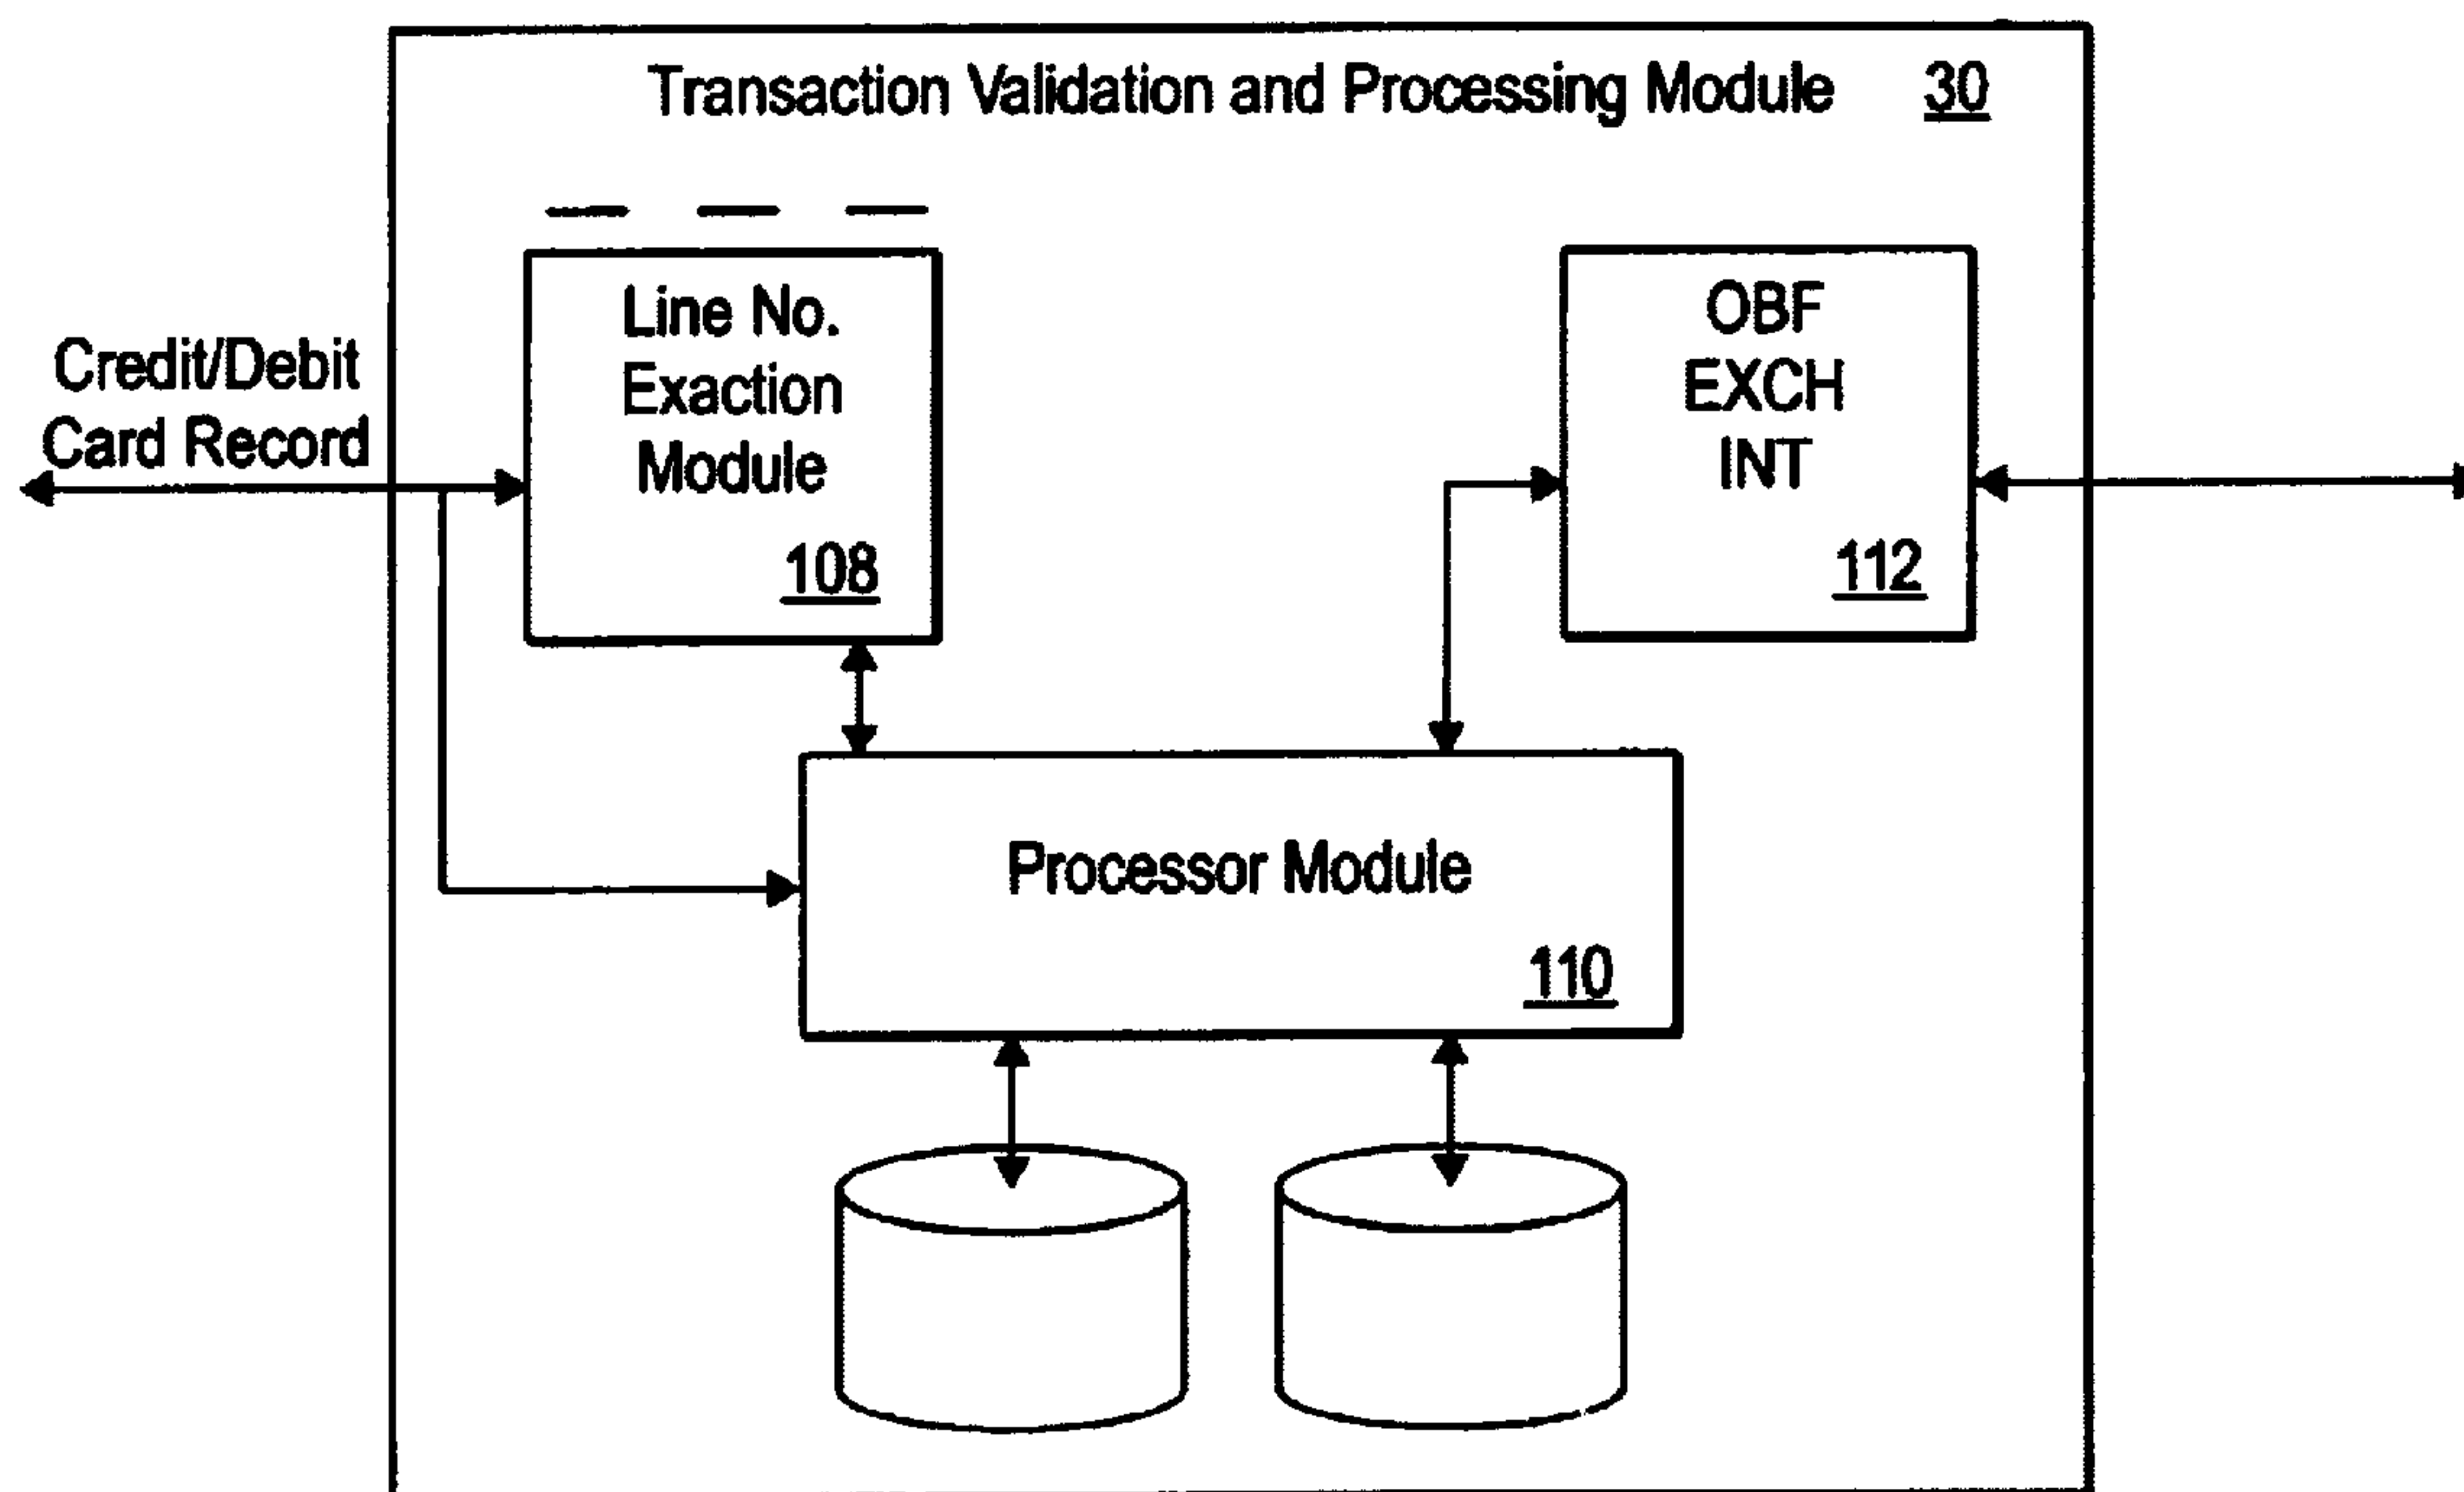 Transaction Validation and Processing Module 30
Credit/Debit
Card Record
Line No.
Exaction
Module
108
OBF
EXCH
INT
112
Processor Module
110